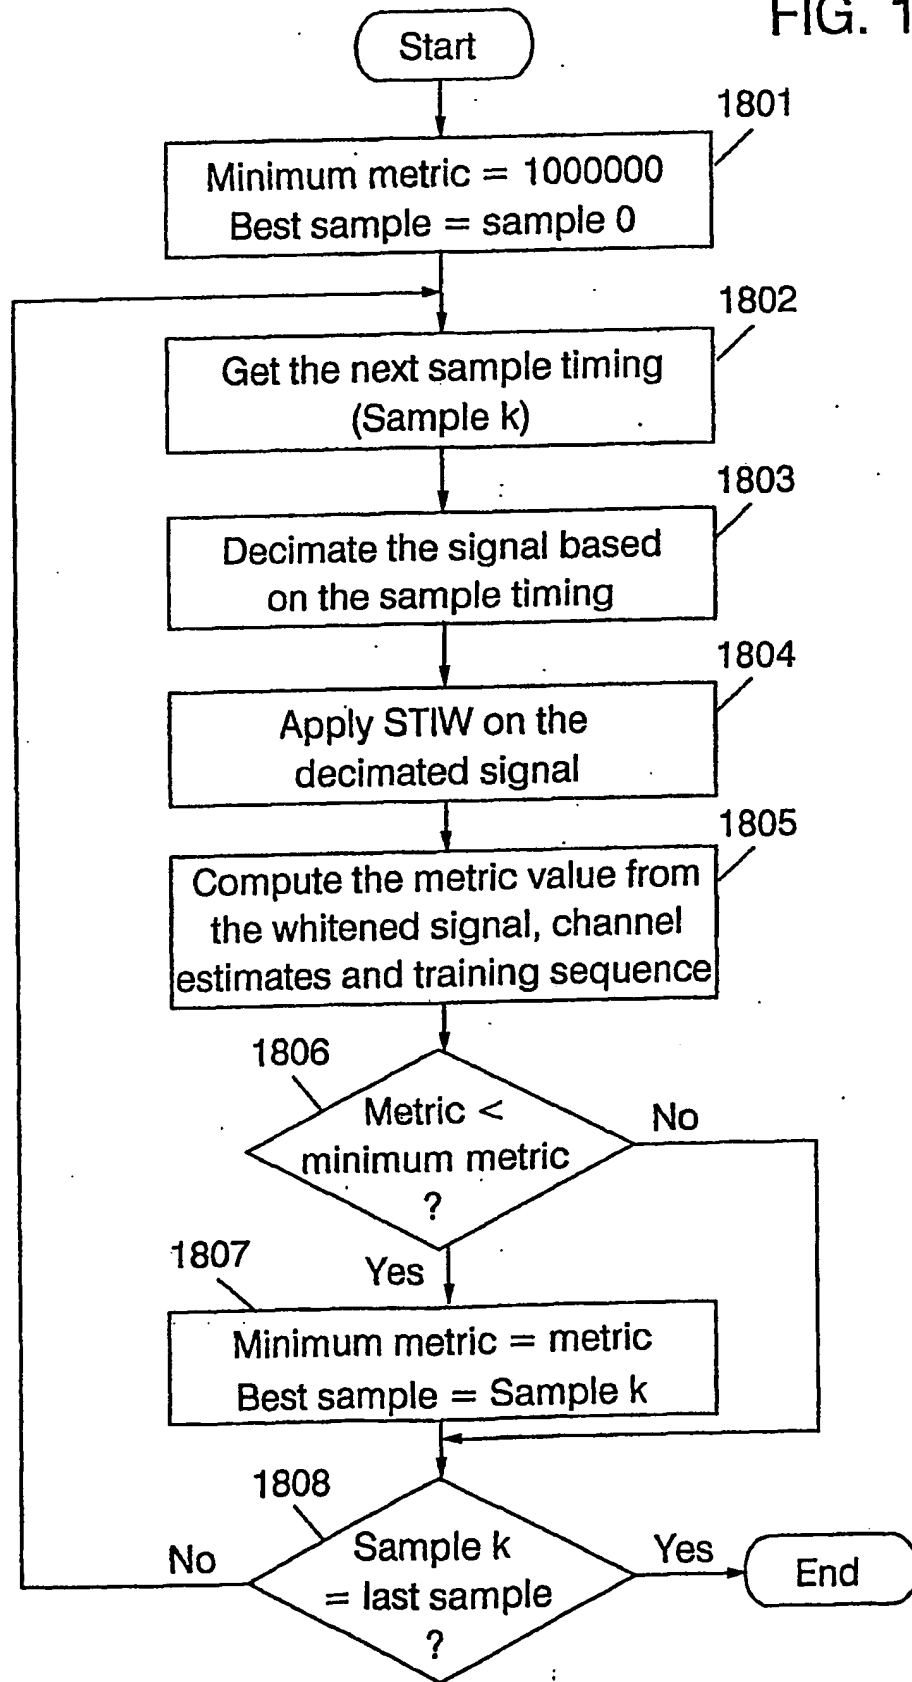 FIG. 1
Start
1801
Minimum metric = 1000000
Best sample = sample 0
1802
Get the next sample timing
(Sample k)
1803
Decimate the signal based
on the sample timing
1804
Apply STIW on the
decimated signal
1805
Compute the metric value from
the whitened signal, channel
estimates and training sequence
1806
Metric <
minimum metric
?
No
Yes
1807
Minimum metric = metric
Best sample = Sample k
1808
Sample k
= last sample
?
No
Yes
End